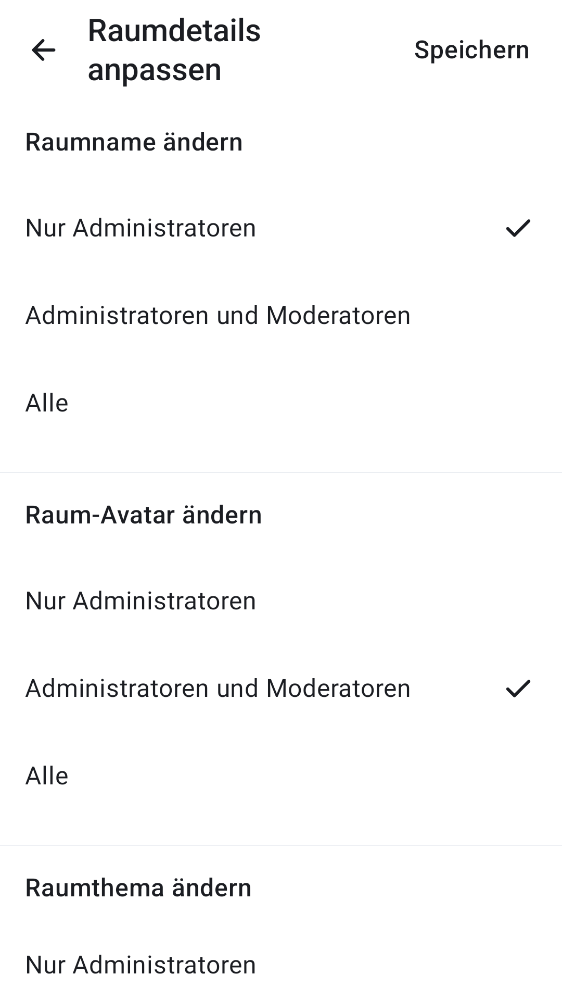 Raumdetails
anpassen
Speichern
Raumname ändern
Nur Administratoren
Administratoren und Moderatoren
Alle
Raum-Avatar ändern
Nur Administratoren
Administratoren und Moderatoren
Alle
Raumthema ändern
Nur Administratoren